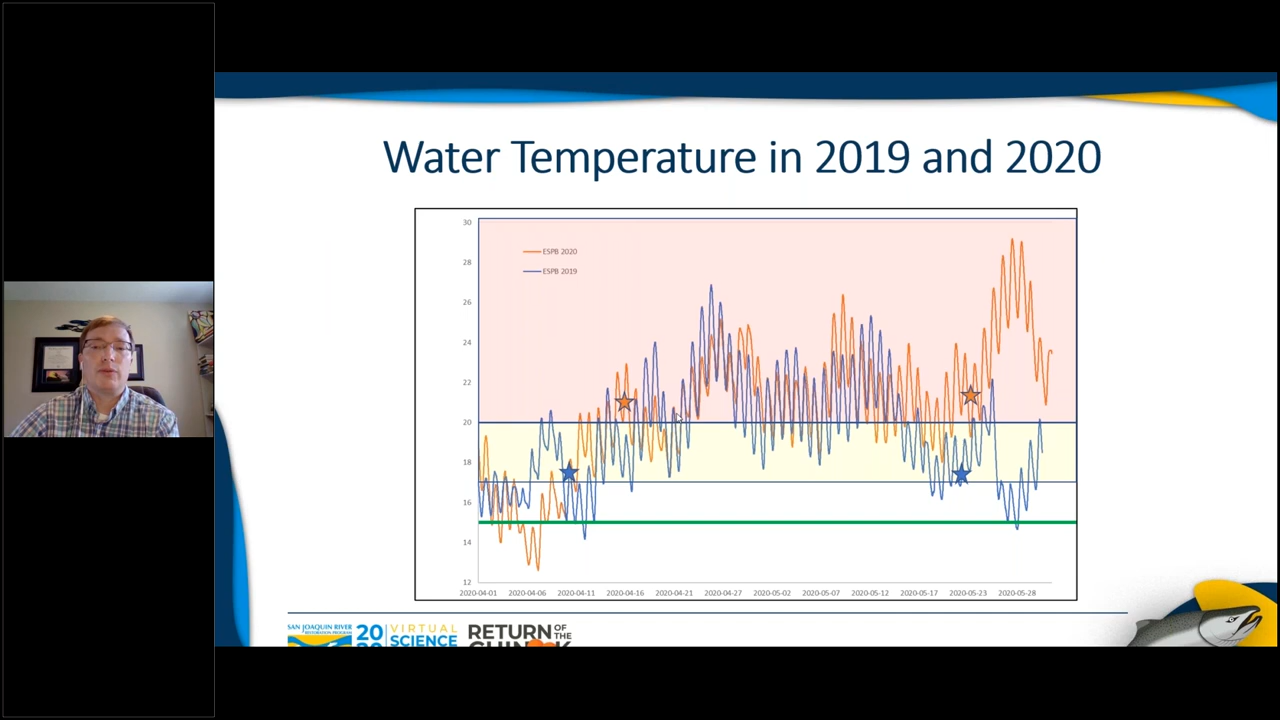 Water Temperature in 2019 and 2020
30
28
26
24
22
20
18
16
14
12
ESPB 2020
ESPB 2019
2020-04-01 2020-04-06 2020-04-11 2020-04-16 2020-04-21 2020-04-27 2020-05-02 2020-05-07 2020-05-12 2020-05-17 2020-05-23 2020-05-28
SAN JOAQUIN RIVER
RESTORATION PROGRAM
20
VIRTUAL
SCIENCE
RETURN OF THE